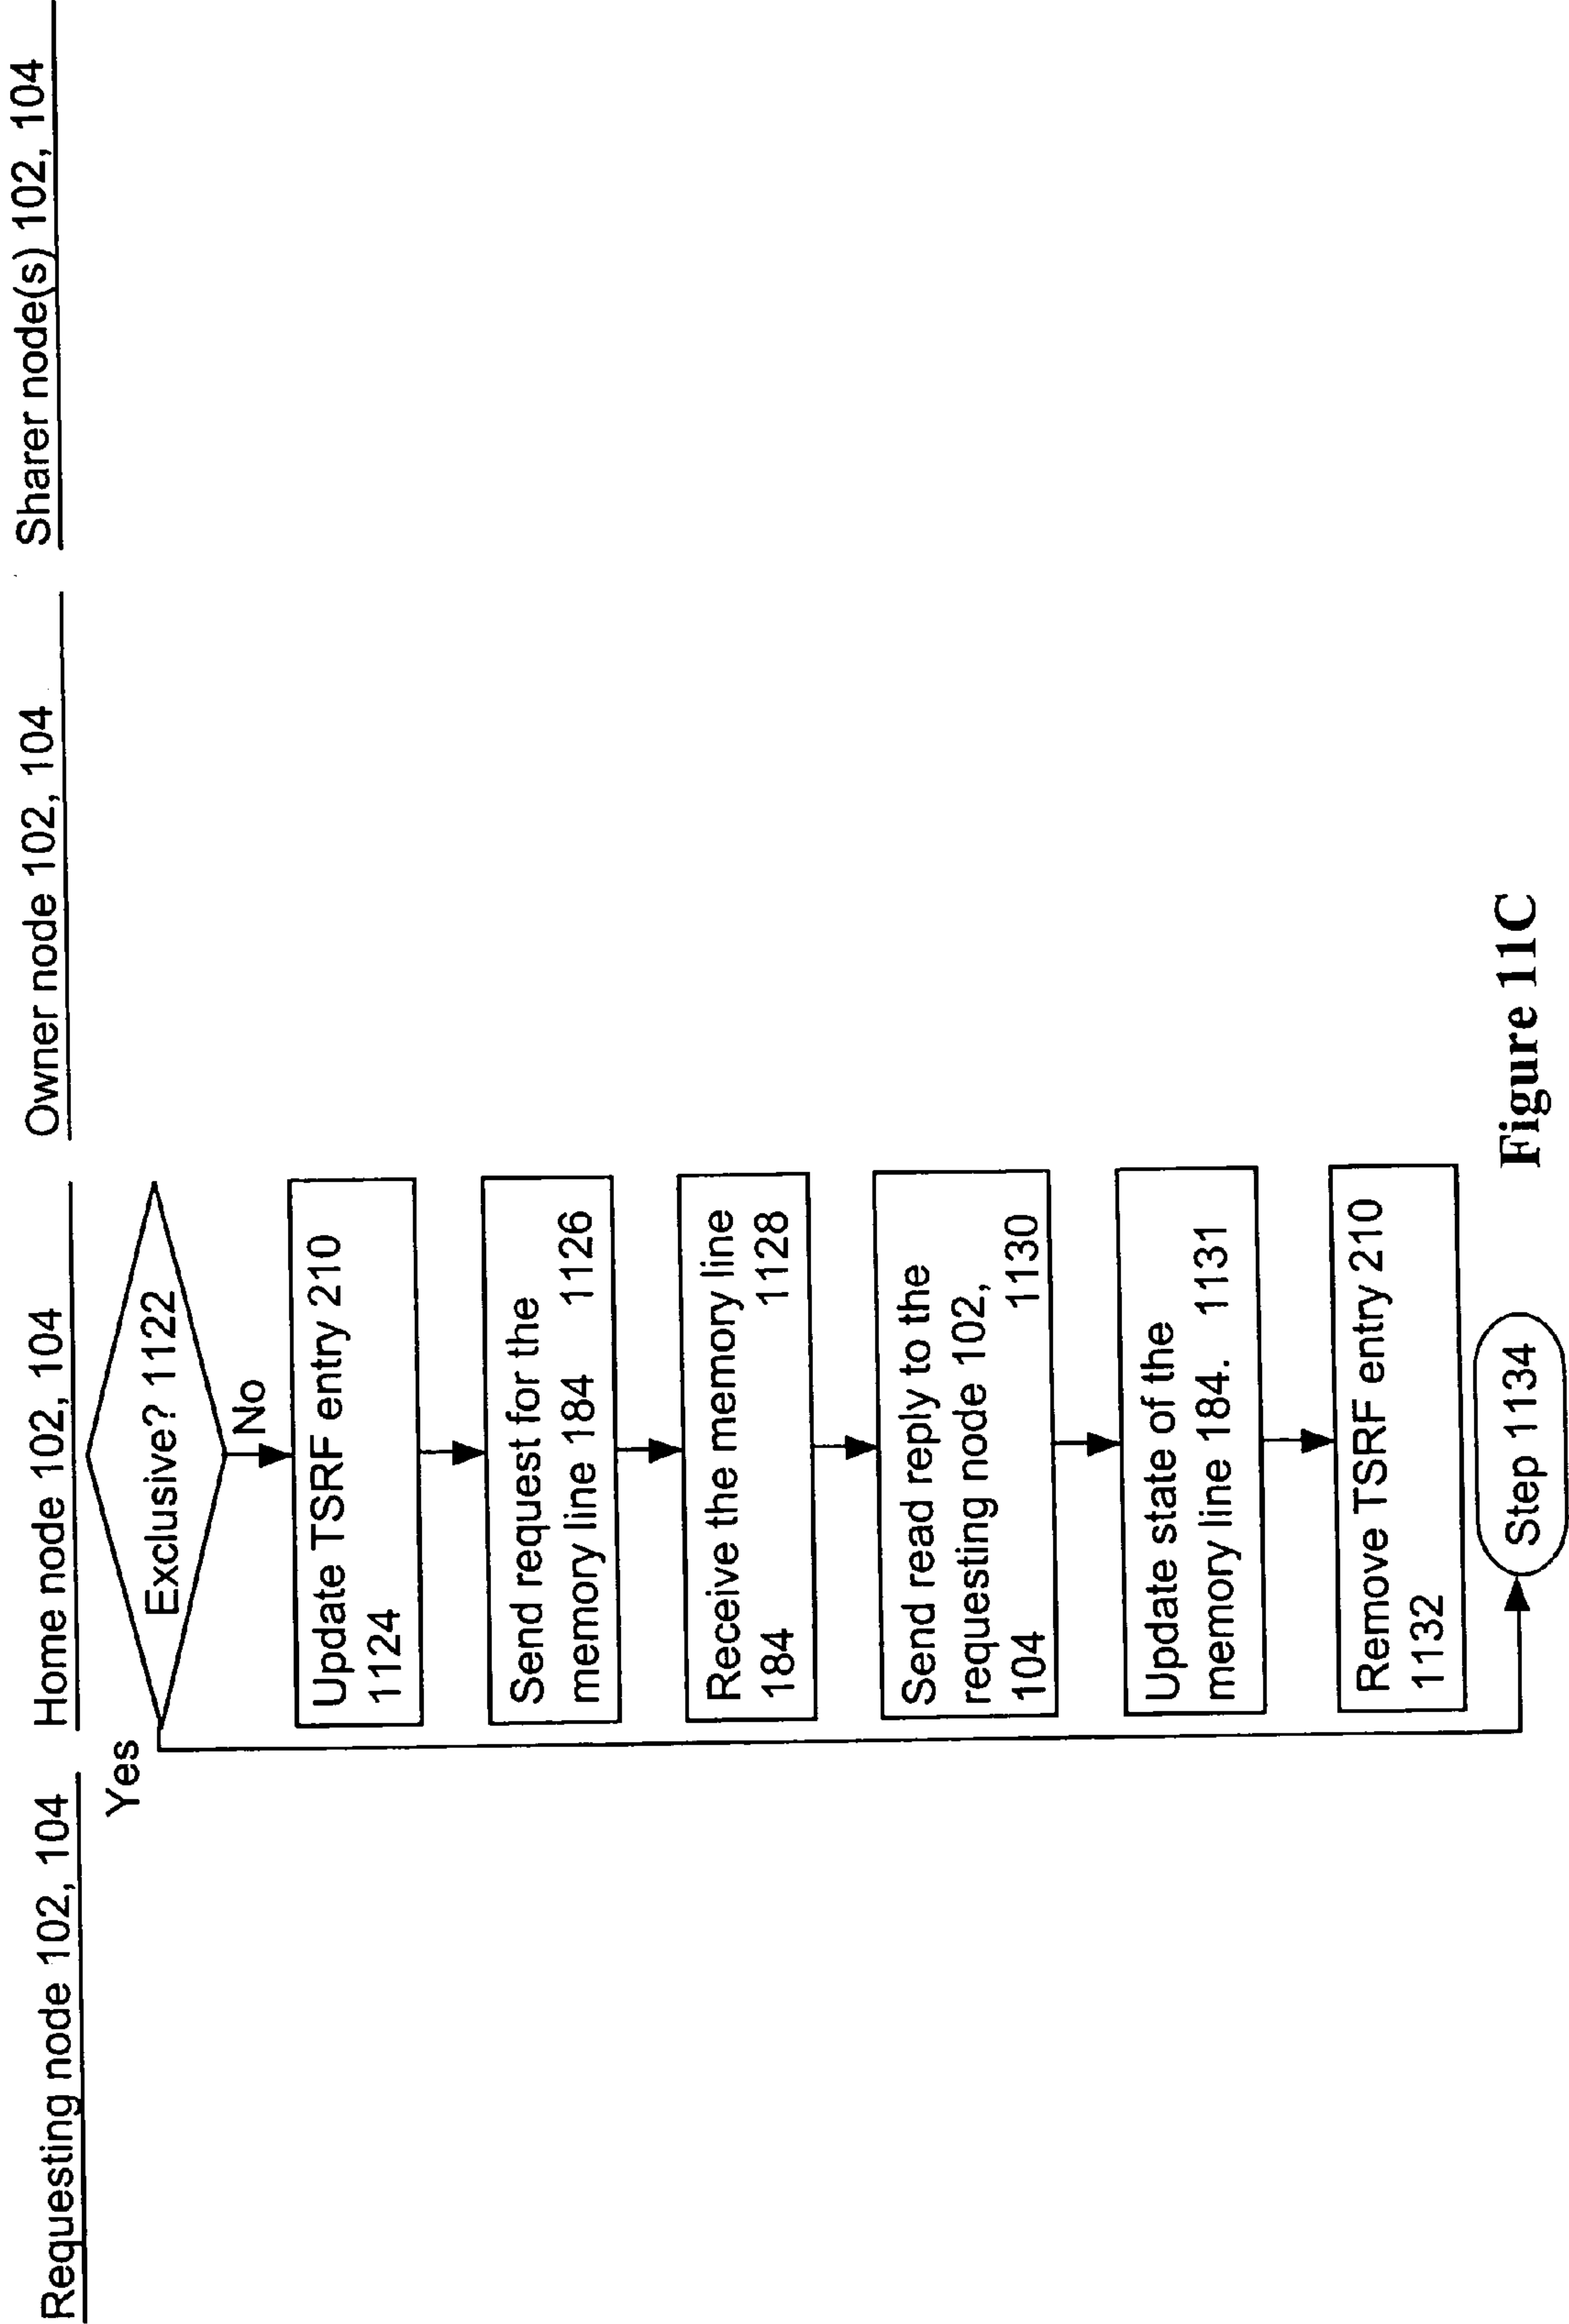 Requesting node 102, 104
Home node 102, 104
Owner node 102, 104
Sharer node(s) 102, 104
Yes
Exclusive? 1122
No
Update TSRF entry 210
1124
Send request for the
memory line 184 1126
Receive the memory line
184 1128
Send read reply to the
requesting node 102,
104 1130
Update state of the
memory line 184. 1131
Remove TSRF entry 210
1132
Step 1134
Figure 11C